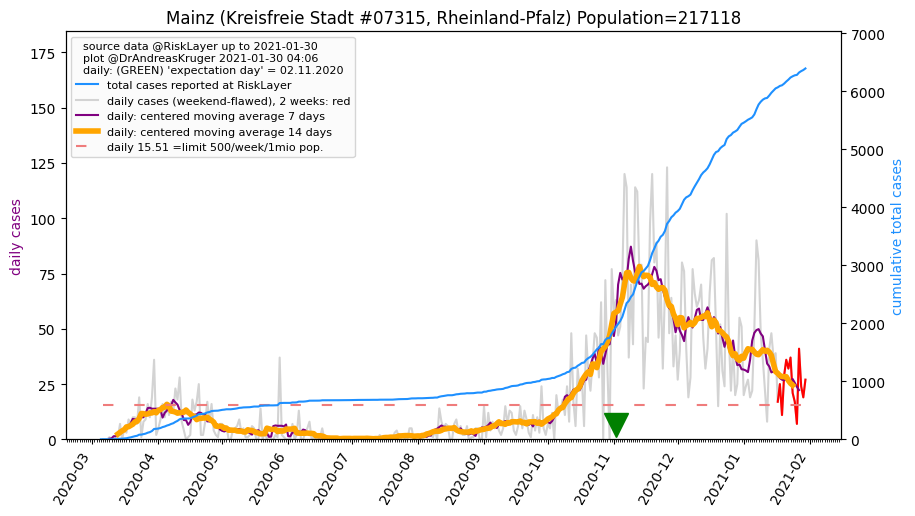 Mainz (Kreisfreie Stadt #07315, Rheinland-Pfalz) Population=217118
source data @RiskLayer up to 2021-01-30
plot @DrAndreasKruger 2021-01-30 04:06
daily: (GREEN) 'expectation day' = 02.11.2020
total cases reported at RiskLayer
daily cases (weekend-flawed), 2 weeks: red
daily: centered moving average 7 days
daily: centered moving average 14 days
daily 15.51 =limit 500/week/1mio pop.
daily cases
175
150
125
100
75
50
25
0
cumulative total cases
7000
6000
5000
4000
3000
2000
1000
0
2020-03
2020-04
2020-05
2020-06
2020-07
2020-08
2020-09
2020-10
2020-11
2020-12
2021-01
2021-02